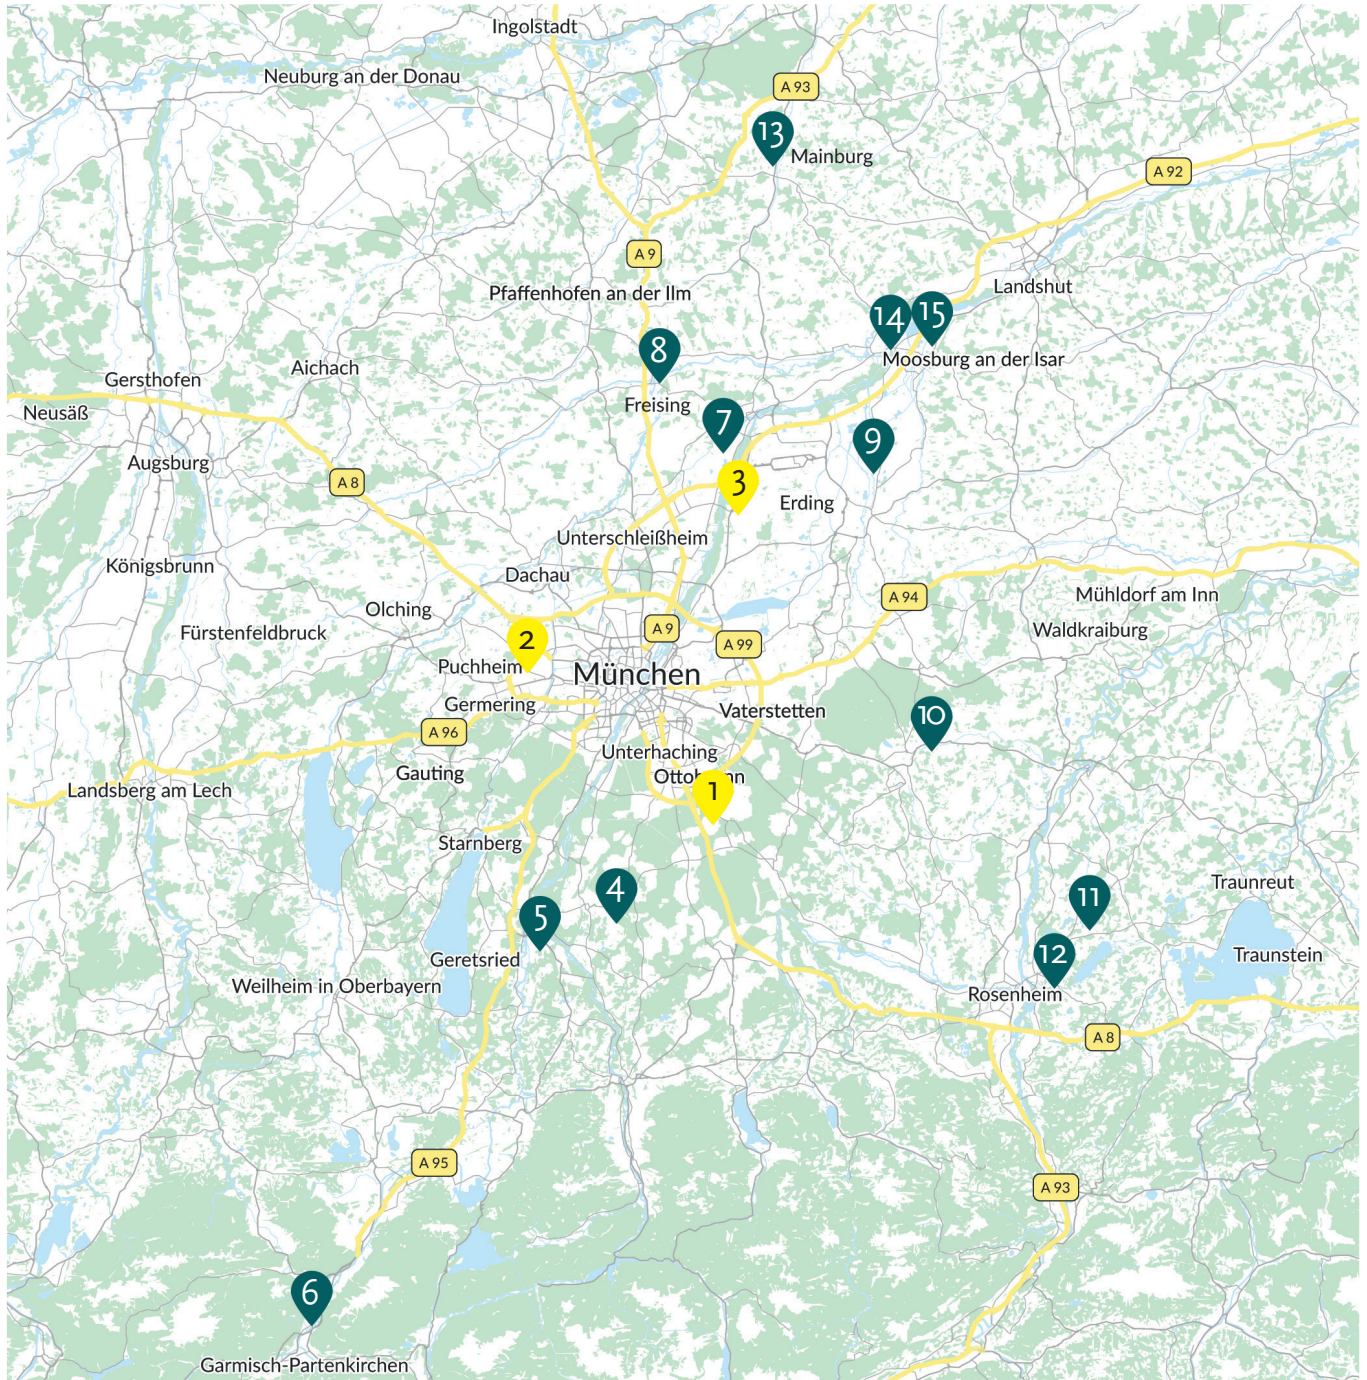 Ingolstadt
Neuburg an der Donau
A 93
13
Mainburg
A 92
A 9
Landshut
Pfaffenhofen an der Ilm
14
15
8
Moosburg an der Isar
Aichach
Gersthofen
Freising
Neusäß
7
9
Augsburg
A 8
3
Erding
Unterschleißheim
Königsbrunn
Dachau
A 94
Mühldorf am Inn
Olching
Fürstenfeldbruck
A 9
Waldkraiburg
2
A 99
Puchheim
München
Germering
Vaterstetten
10
A 96
Unterhaching
Gauting
Landsberg am Lech
1
Starnberg
4
Traunreut
11
5
12
Traunstein
Geretsried
Weilheim in Oberbayern
Rosenheim
A 8
A 95
A 93
6
Garmisch-Partenkirchen